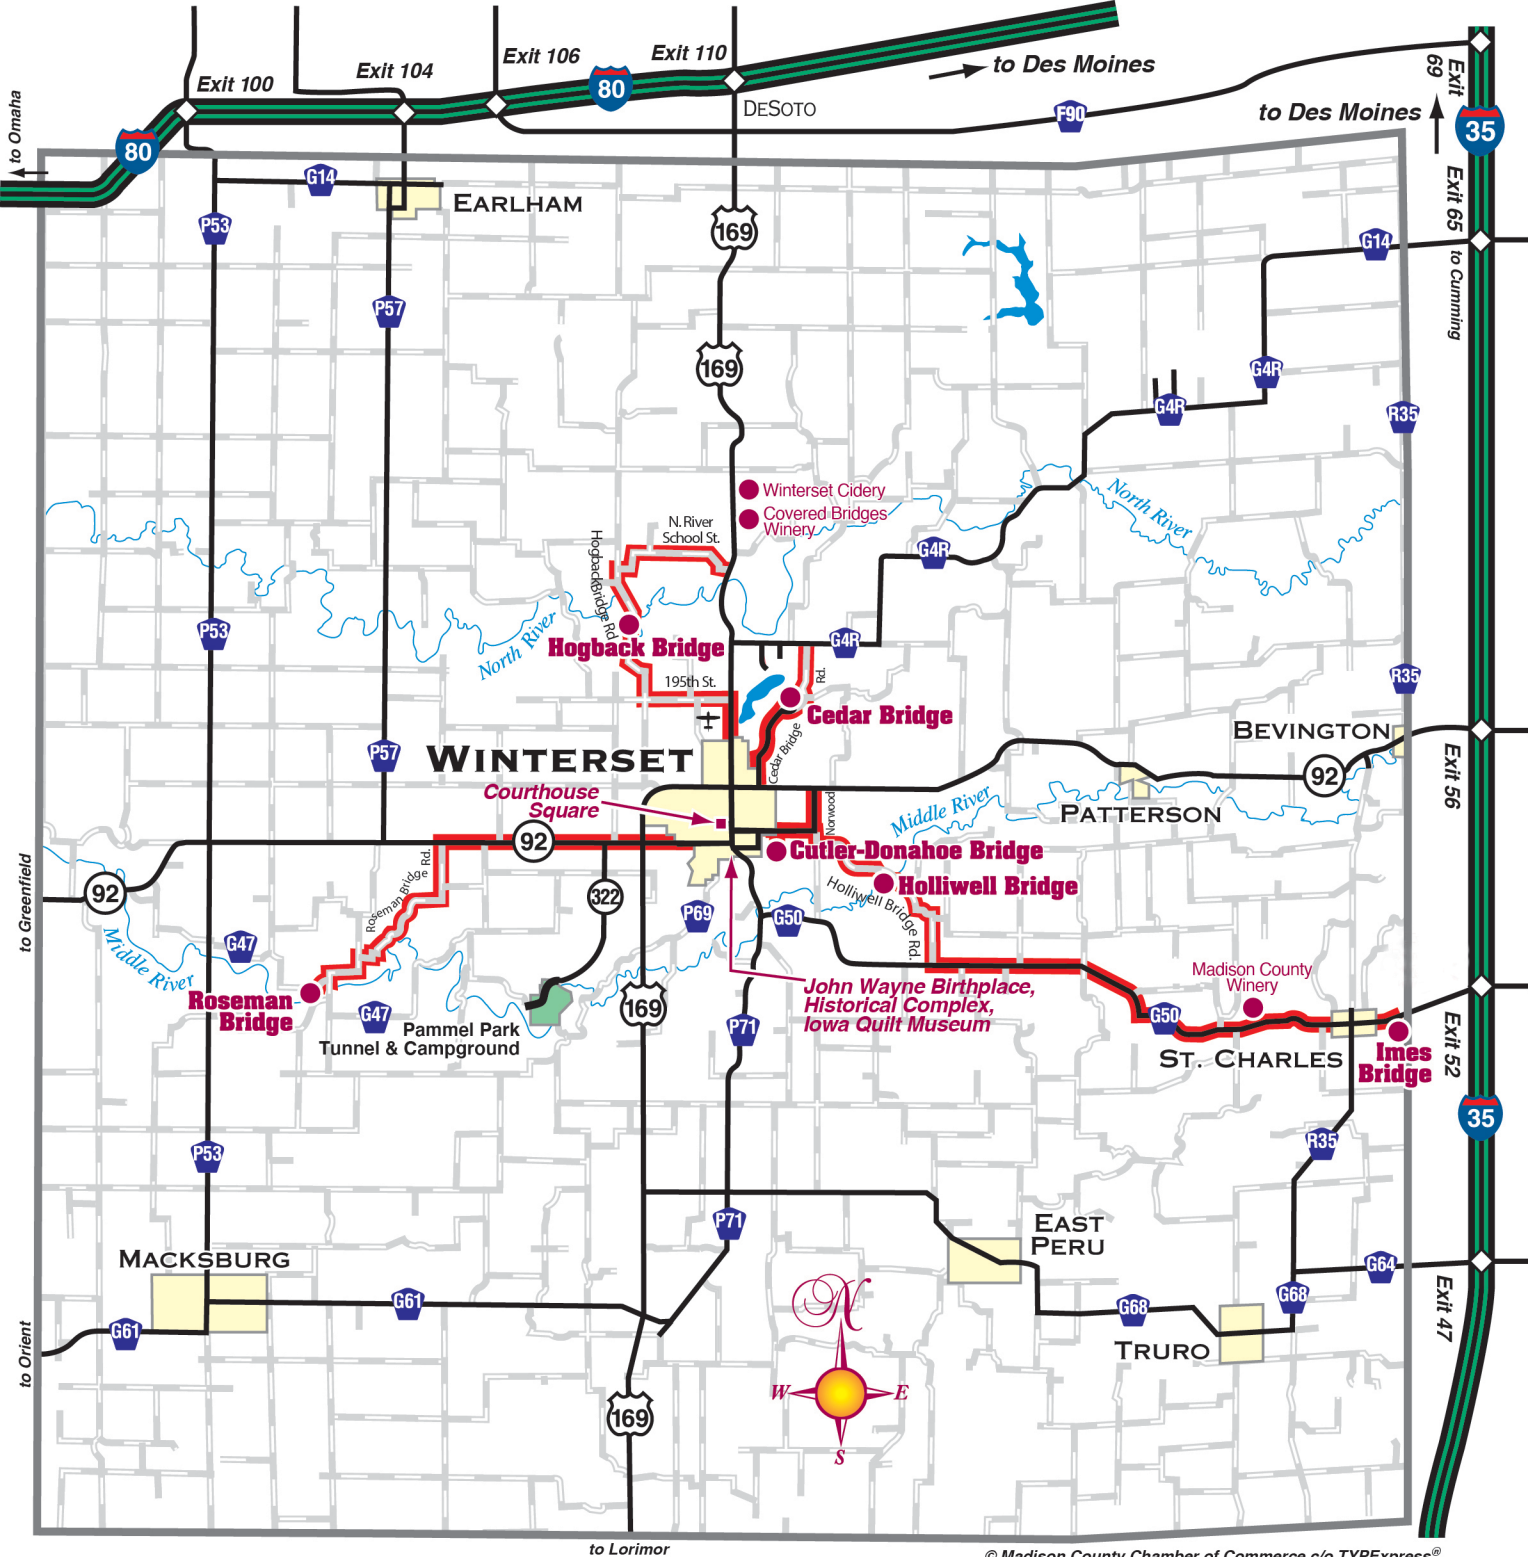 Exit 100
Exit 104
Exit 106
Exit 110
80
to Des Moines
Exit 69
to Omaha
80
DeSoto
F90
to Des Moines
35
G14
Earlham
Exit 65
P53
169
G14
to Cumming
P57
169
G4R
G4R
R35
Winterset Cidery
Covered Bridges
Winery
North River
N. River
School St.
Hogback Bridge Rd
G4R
P53
North River
Hogback Bridge
G4R
195th St.
Rd.
R35
Cedar Bridge
Cedar Bridge
Bevington
P57
Winterset
92
Exit 56
Courthouse
Square
Norwood
Middle River
Patterson
92
Cutler-Donahoe Bridge
Roseman Bridge Rd.
Holliwell Bridge
Holliwell Bridge Rd.
to Greenfield
92
322
P69
G50
G47
Middle River
Madison County
Winery
Roseman
Bridge
G47
Pammel Park
Tunnel & Campground
169
P71
John Wayne Birthplace,
Historical Complex,
Iowa Quilt Museum
G50
St. Charles
Imes
Bridge
Exit 52
35
P53
R35
P71
East
Peru
Macksburg
G64
N
G61
G61
G68
G68
Exit 47
Truro
to Orient
W
E
169
S
to Lorimor
© Madison County Chamber of Commerce c/o TYPExpress®